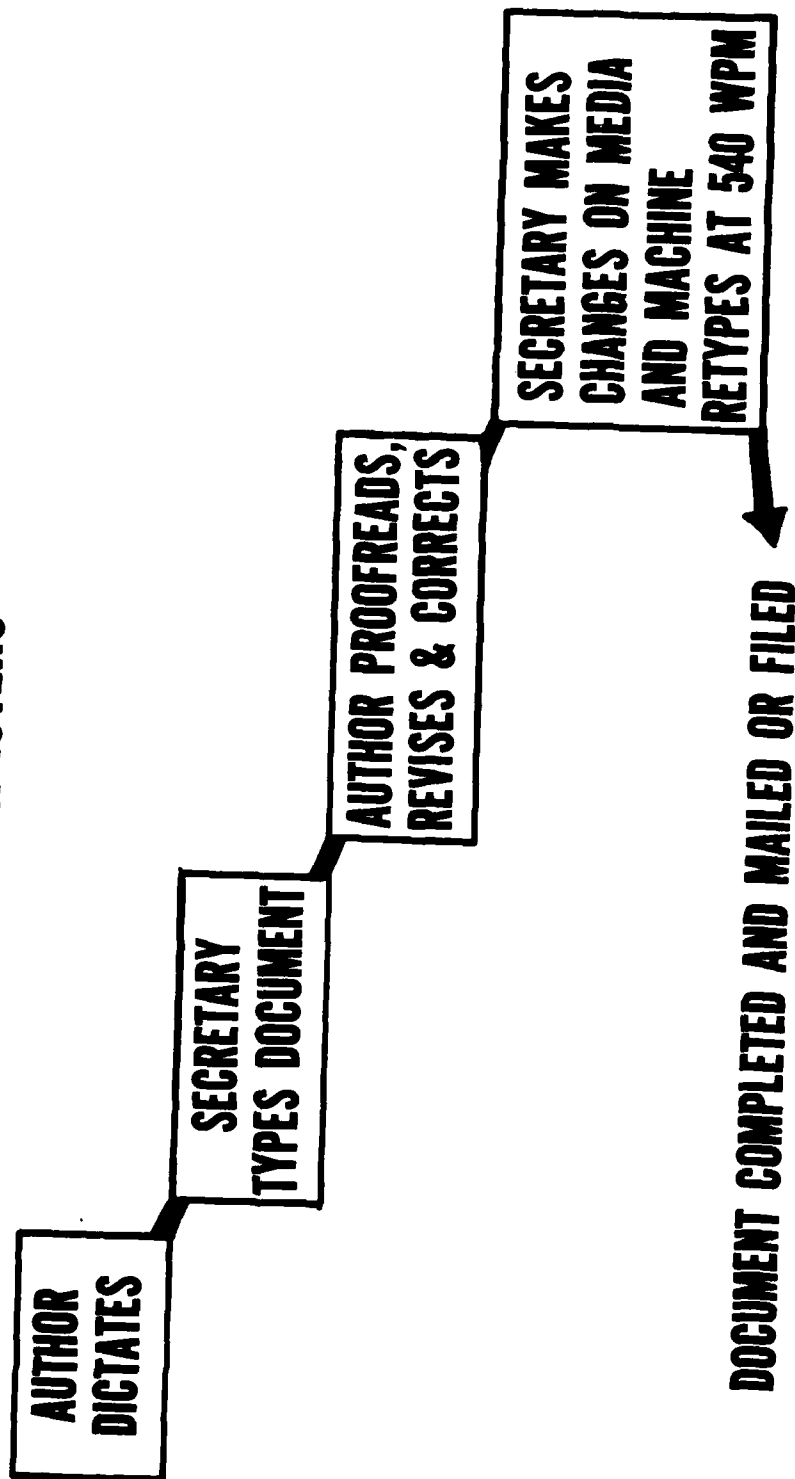 AUTHOR
DICTATES
SECRETARY
TYPES DOCUMENT
AUTHOR PROOFREADS,
REVISES & CORRECTS
SECRETARY MAKES
CHANGES ON MEDIA
AND MACHINE
RETYPES AT 540 WPM
DOCUMENT COMPLETED AND MAILED OR FILED